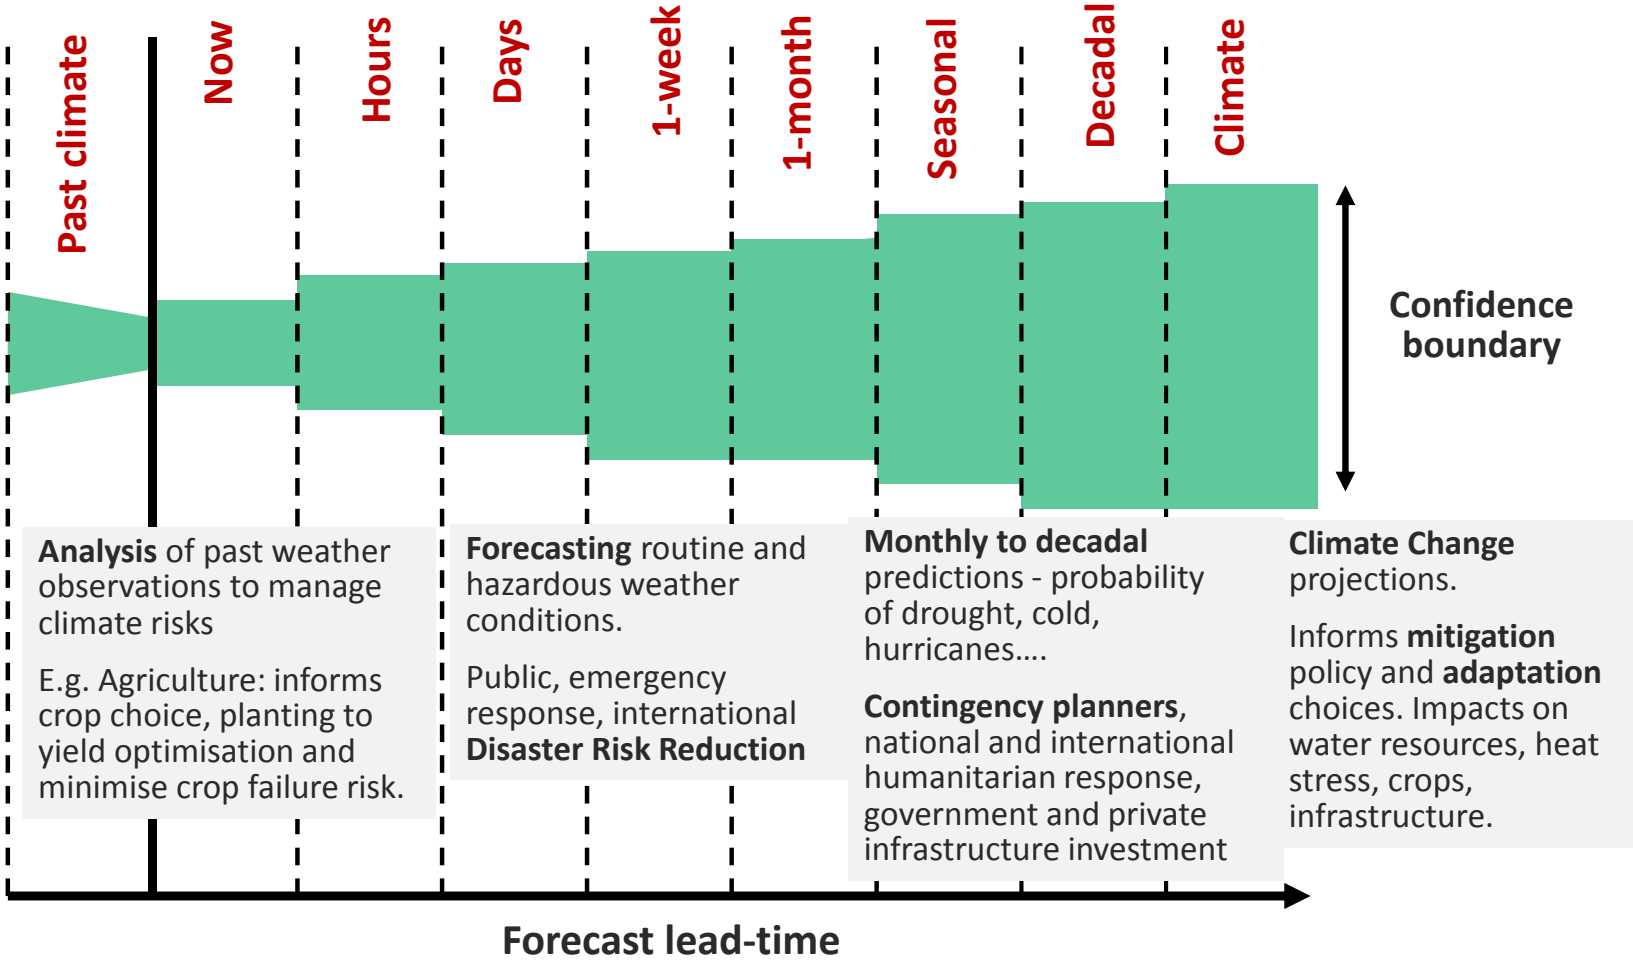 Past climate
Now
Hours
Days
1-week
1-month
Seasonal
Decadal
Climate
Confidence
boundary
Analysis of past weather
observations to manage
climate risks
E.g. Agriculture: informs
crop choice, planting to
yield optimisation and
minimise crop failure risk.
Forecasting routine and
hazardous weather
conditions.
Public, emergency
response, international
Disaster Risk Reduction
Monthly to decadal
predictions - probability
of drought, cold,
hurricanes....
Contingency planners,
national and international
humanitarian response,
government and private
infrastructure investment
Climate Change
projections.
Informs mitigation
policy and adaptation
choices. Impacts on
water resources, heat
stress, crops,
infrastructure.
Forecast lead-time